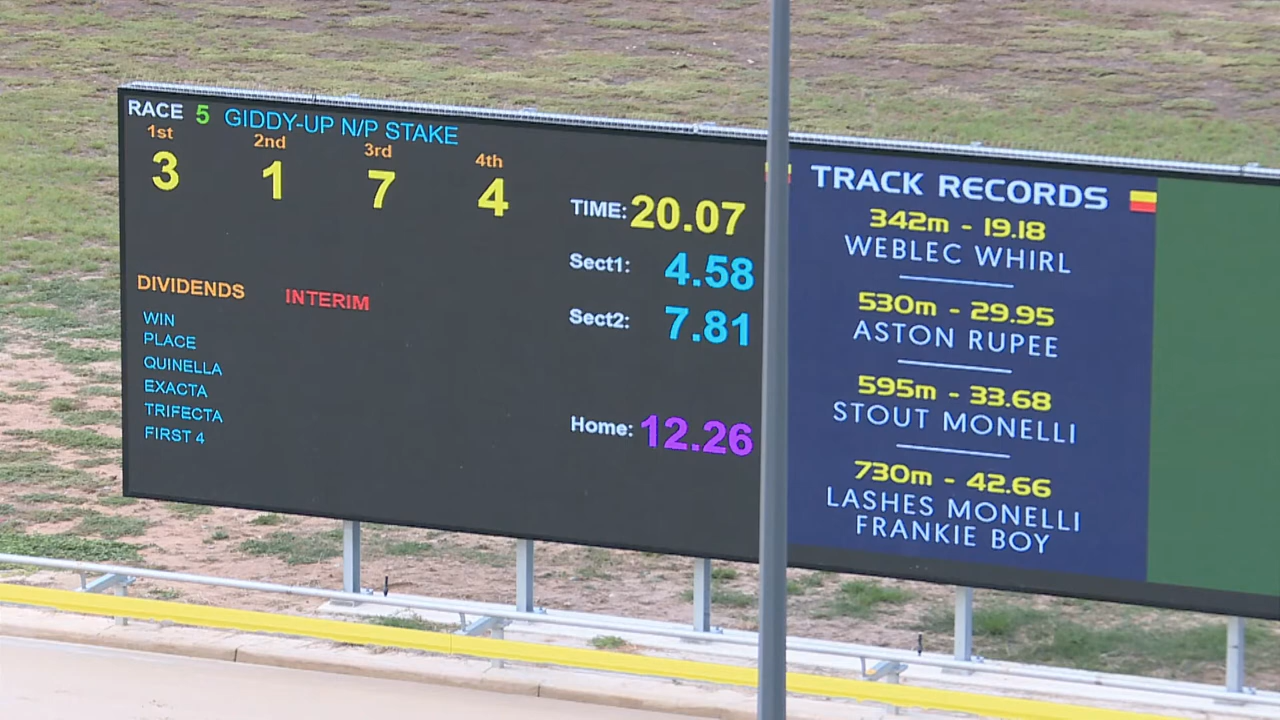 RACE 5 GIDDY-UP N/P STAKE
1st 2nd 3rd 4th
3 1 7 4
TIME: 20.07
Sect1: 4.58
Sect2: 7.81
Home: 12.26
DIVIDENDS INTERIM
WIN
PLACE
QUINELLA
EXACTA
TRIFECTA
FIRST 4
TRACK RECORDS
342m - 19.18
WEBLEC WHIRL
530m - 29.95
ASTON RUPEE
595m - 33.68
STOUT MONELLI
730m - 42.66
LASHES MONELLI
FRANKIE BOY